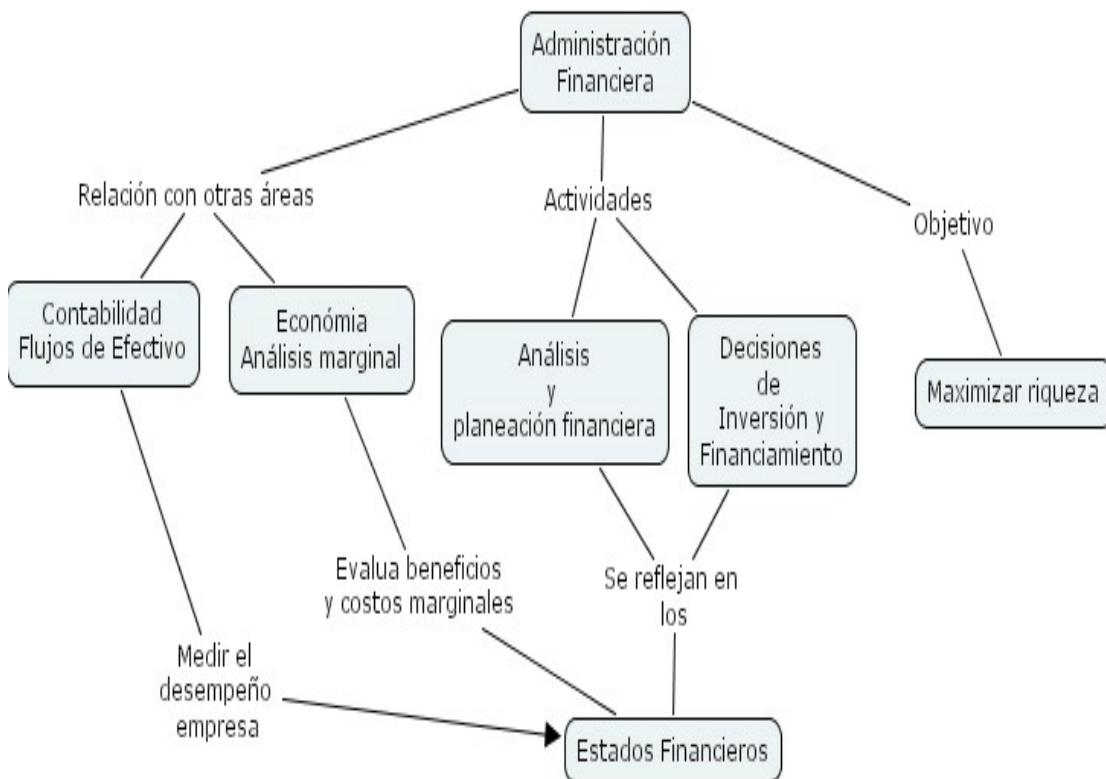 Administración
Financiera
Relación con otras áreas
Actividades
Objetivo
Contabilidad
Flujos de Efectivo
Económia
Análisis marginal
Análisis
y
planeación financiera
Decisiones
de
Inversión y
Financiamiento
Maximizar riqueza
Evalua beneficios
y costos marginales
Se reflejan en
los
Medir el
desempeño
empresa
Estados Financieros